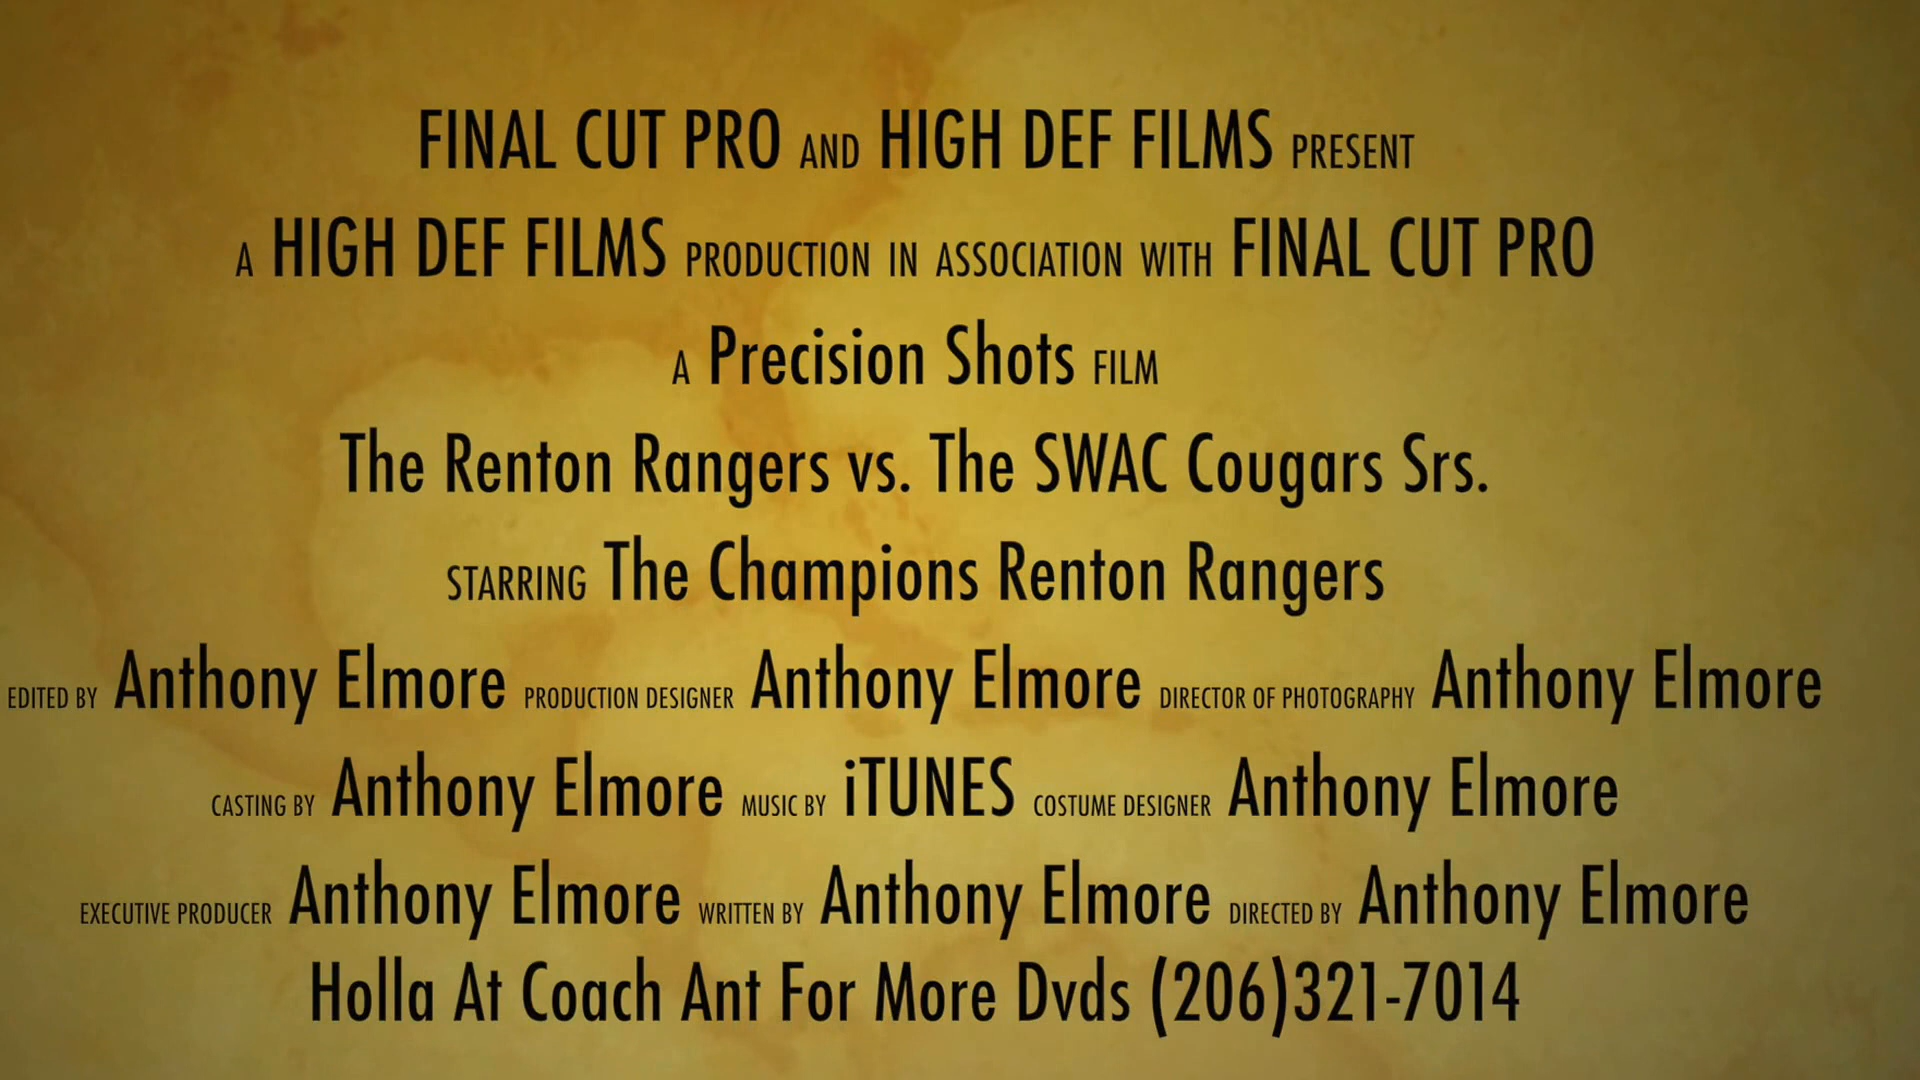 FINAL CUT PRO AND HIGH DEF FILMS PRESENT
A HIGH DEF FILMS PRODUCTION IN ASSOCIATION WITH FINAL CUT PRO
A Precision Shots FILM
The Renton Rangers vs. The SWAC Cougars Srs.
STARRING The Champions Renton Rangers
EDITED BY Anthony Elmore PRODUCTION DESIGNER Anthony Elmore DIRECTOR OF PHOTOGRAPHY Anthony Elmore
CASTING BY Anthony Elmore MUSIC BY iTUNES COSTUME DESIGNER Anthony Elmore
EXECUTIVE PRODUCER Anthony Elmore WRITTEN BY Anthony Elmore DIRECTED BY Anthony Elmore
Holla At Coach Ant For More Dvds (206)321-7014